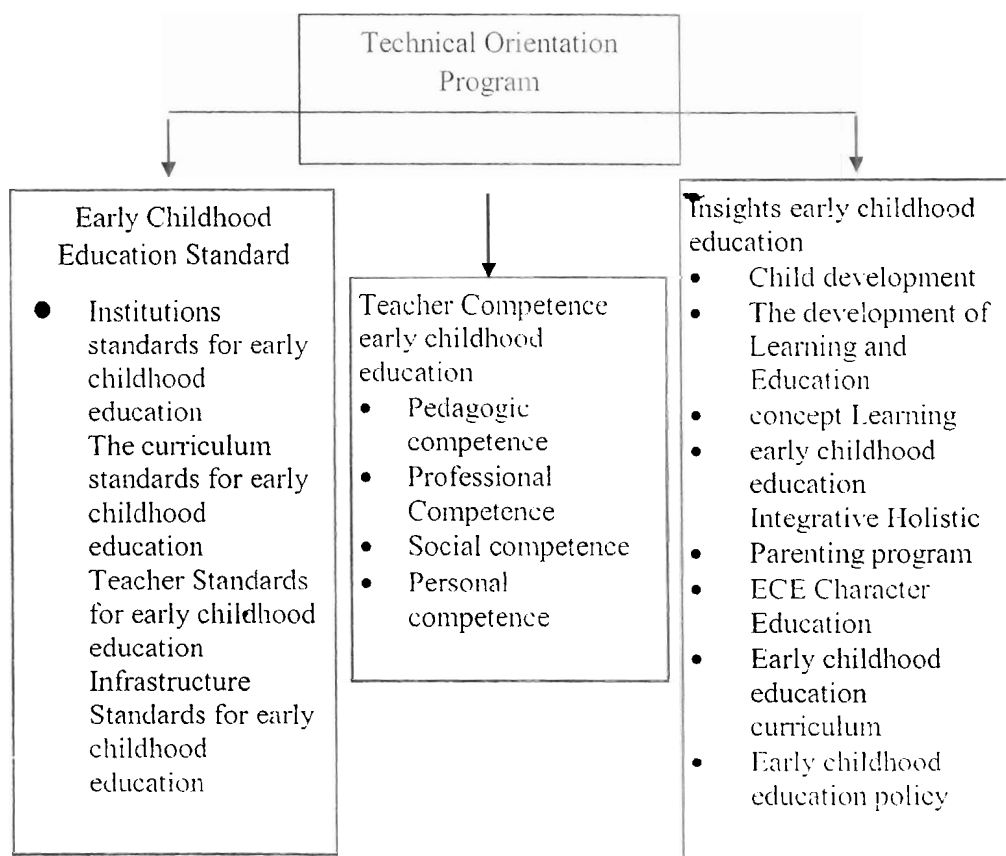 Technical Orientation
Program
Early Childhood
Education Standard
● Institutions
standards for early
childhood
education
The curriculum
standards for early
childhood
education
Teacher Standards
for early childhood
education
Infrastructure
Standards for early
childhood
education
Teacher Competence
early childhood
education
• Pedagogic
competence
• Professional
Competence
• Social competence
• Personal
competence
Insights early childhood
education
• Child development
• The development of
Learning and
Education
• concept Learning
• early childhood
education
Integrative Holistic
• Parenting program
• ECE Character
Education
• Early childhood
education
curriculum
• Early childhood
education policy